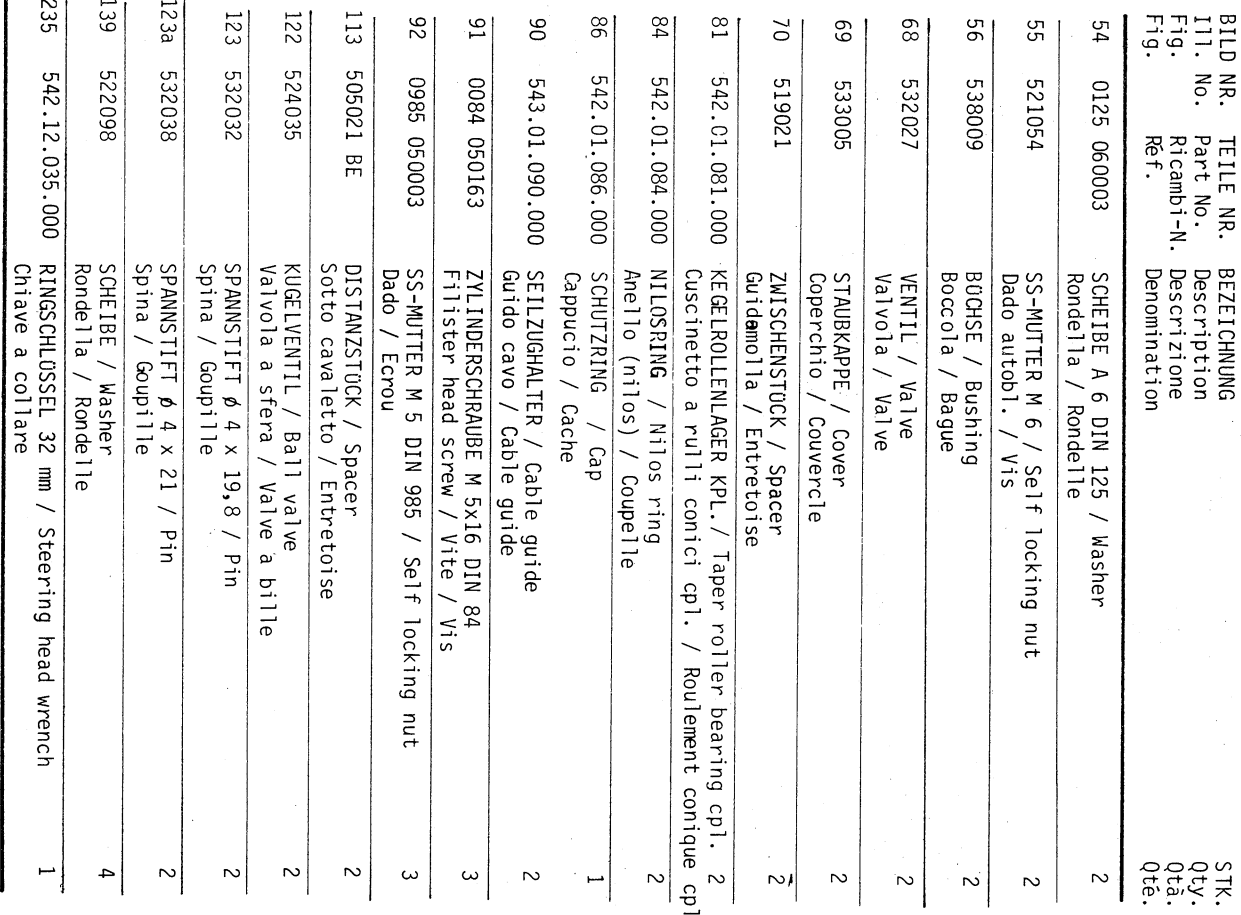 BILD NR. TEILE NR. BEZEICHNUNG STK.
Ill. No. Part No. Description Qty.
Fig. Ricambi-N. Descrizione Qtà.
Fig. Réf. Denomination Qté.
54 0125 060003 SCHEIBE A 6 DIN 125 / Washer 2
Rondella / Rondelle
55 521054 SS-MUTTER M 6 / Self locking nut 2
Dado autobl. / Vis
56 538009 BÜCHSE / Bushing 2
Boccola / Bague
68 532027 VENTIL / Valve 2
Valvola / Valve
69 533005 STAUBKAPPE / Cover 2
Coperchio / Couvercle
70 519021 ZWISCHENSTÜCK / Spacer 2
Guidamolla / Entretoise
81 542.C1.081.000 KEGELROLLENLAGER KPL./ Taper roller bearing cpl. 2
Cuscinetto a rulli conici cpl. / Roulement conique cpl
84 542.01.084.000 NILOSRING / Nilos ring 2
Anello (nilos) / Coupelle
86 542.01.086.000 SCHUTZRING / Cap 1
Cappucio / Cache
90 543.01.090.000 SEILZUGHALTER / Cable guide 2
Guido cavo / Cable guide
91 0084 050163 ZYLINDERSCHRAUBE M 5x16 DIN 84 3
Filister head screw / Vite / Vis
92 0985 050003 SS-MUTTER M 5 DIN 985 / Self locking nut 3
Dado / Ecrou
113 505021 BE DISTANZSTÜCK / Spacer 2
Sotto cavaletto / Entretoise
122 524035 KUGELVENTIL / Ball valve 2
Valvola a sfera / Valve a bille
123 532032 SPANNSTIFT ø 4 x 19,8 / Pin 2
Spina / Goupille
123a 532038 SPANNSTIFT ø 4 x 21 / Pin 2
Spina / Goupille
139 522098 SCHEIBE / Washer 4
Rondella / Rondelle
235 542.12.035.000 RINGSCHLÜSSEL 32 mm / Steering head wrench 1
Chiave a collare